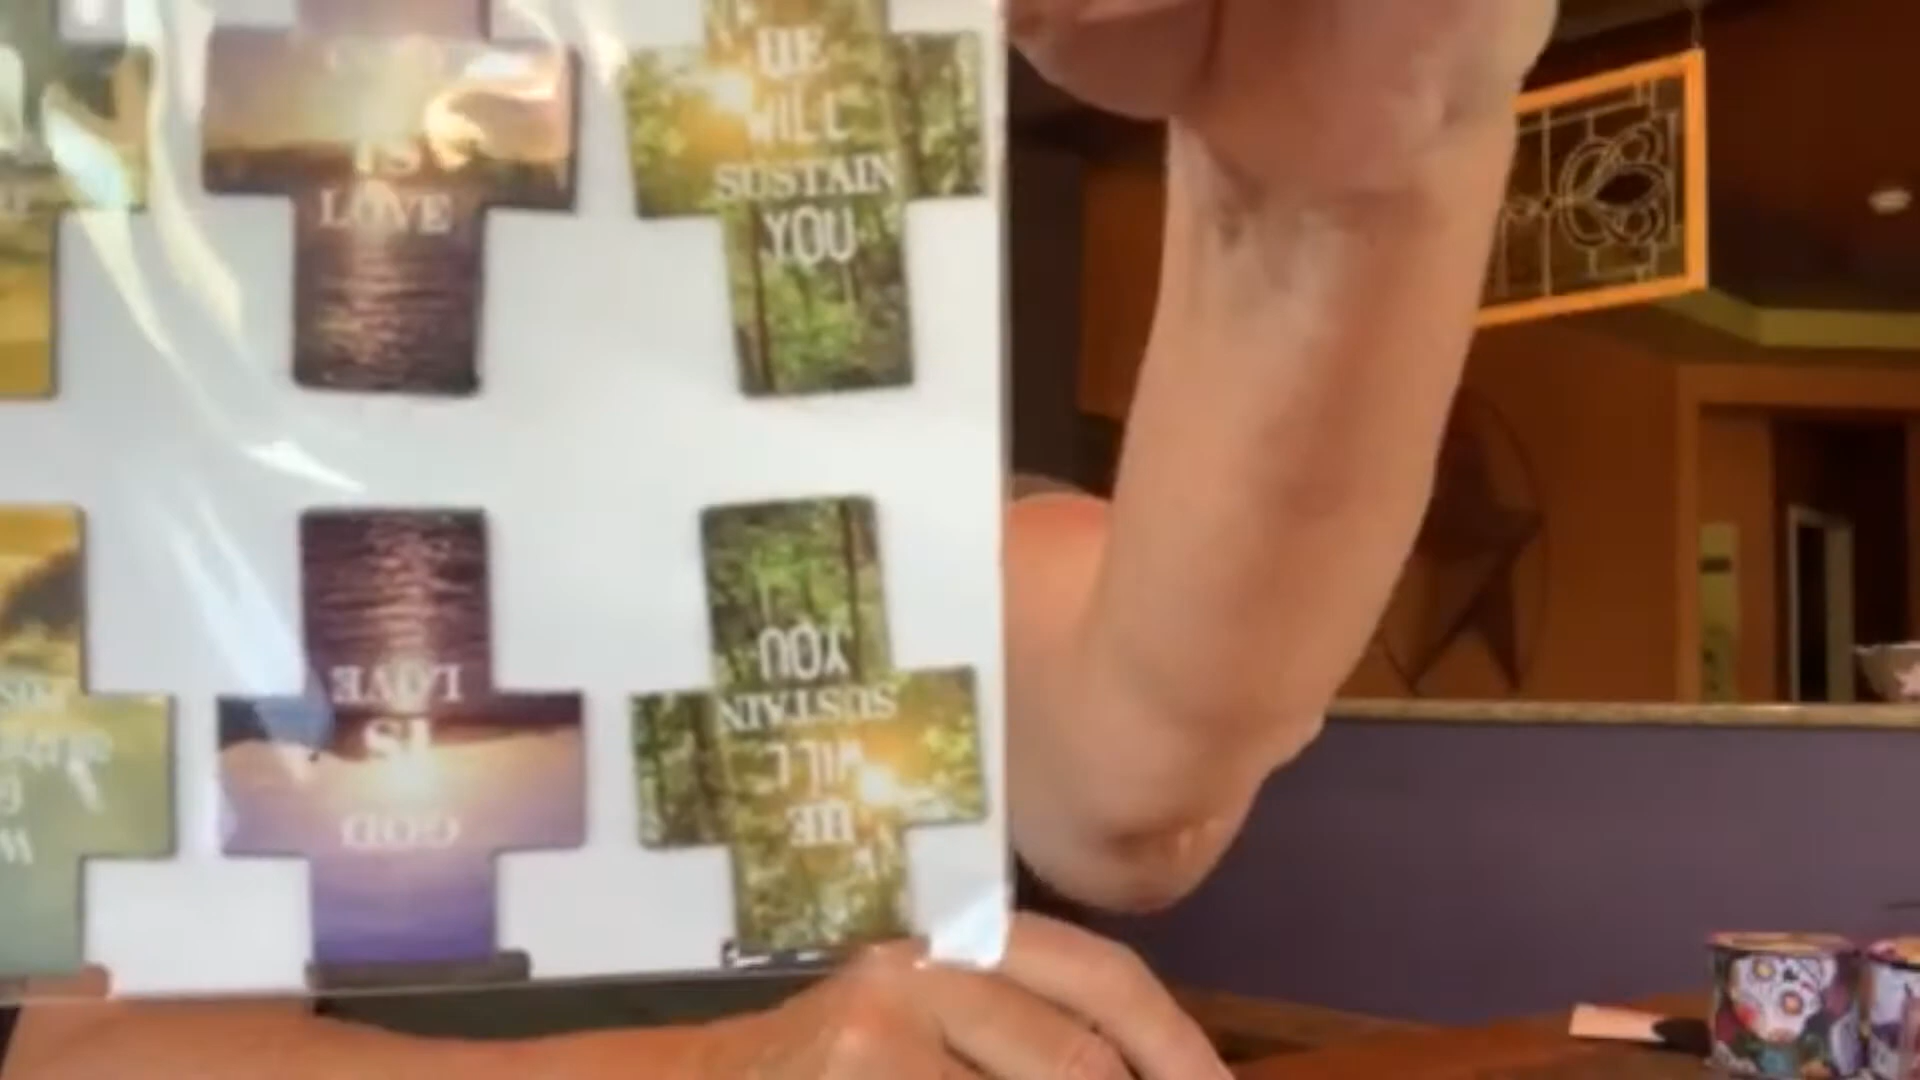 IS
LOVE
HE
WILL
SUSTAIN
YOU
GOD
IS
LOVE
HE
WILL
SUSTAIN
YOU